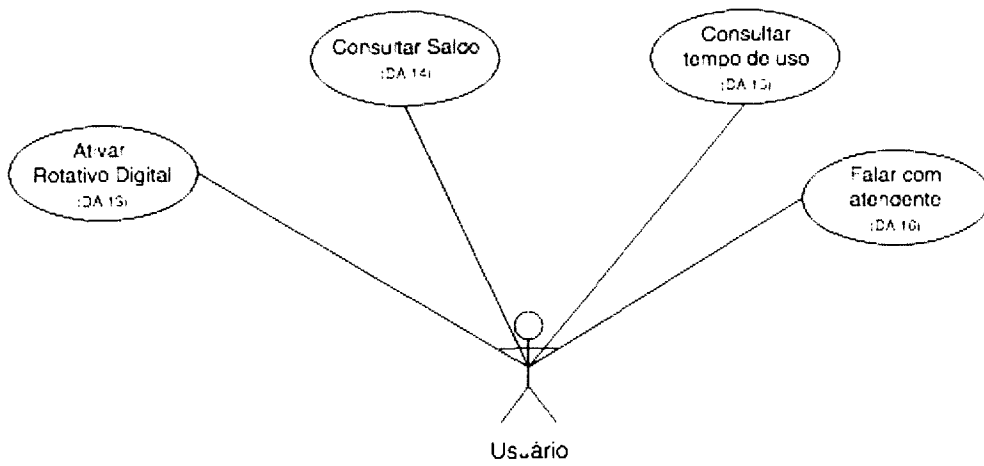 Consultar
tempo de uso
(DA 15)
Consultar Saldo
(DA 14)
Ativar
Rotativo Digital
(DA 13)
Falar com
atendente
(DA 16)
Usuário